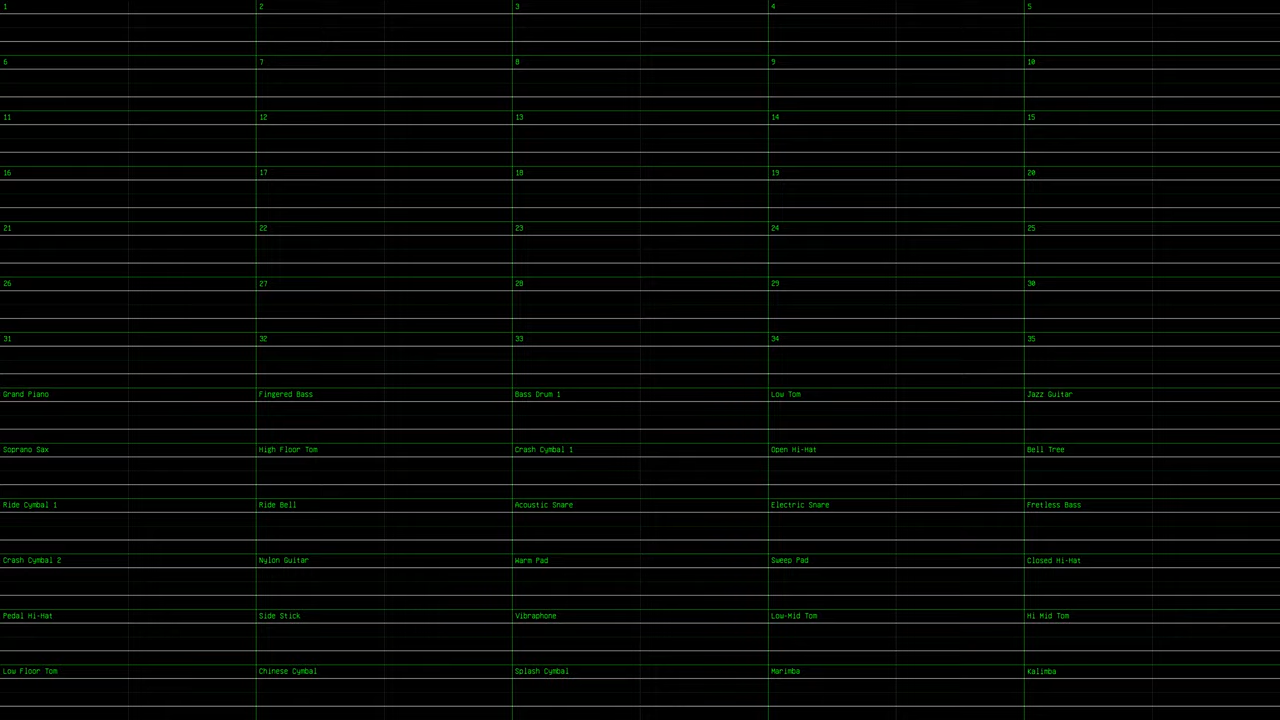 1 2 3 4 5
6 7 8 9 10
11 12 13 14 15
16 17 18 19 20
21 22 23 24 25
26 27 28 29 30
31 32 33 34 35
Grand Piano Fingered Bass Bass Drum 1 Low Tom Jazz Guitar
Soprano Sax High Floor Tom Crash Cymbal 1 Open Hi-Hat Bell Tree
Ride Cymbal 1 Ride Bell Acoustic Snare Electric Snare Fretless Bass
Crash Cymbal 2 Nylon Guitar Warm Pad Sweep Pad Closed Hi-Hat
Pedal Hi-Hat Side Stick Vibraphone Low-Mid Tom Hi Mid Tom
Low Floor Tom Chinese Cymbal Splash Cymbal Marimba Kalimba